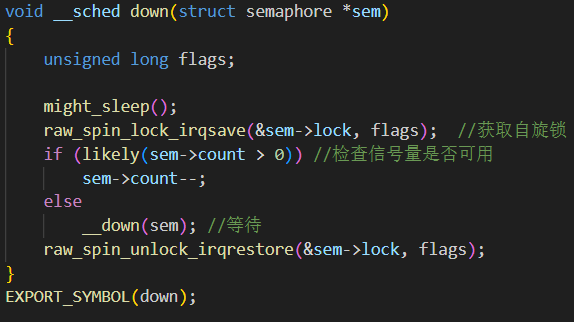 void __sched down(struct semaphore *sem)
{
    unsigned long flags;

    might_sleep();
    raw_spin_lock_irqsave(&sem->lock, flags);  //获取自旋锁
    if (likely(sem->count > 0)) //检查信号量是否可用
        sem->count--;
    else
        __down(sem); //等待
    raw_spin_unlock_irqrestore(&sem->lock, flags);
}
EXPORT_SYMBOL(down);